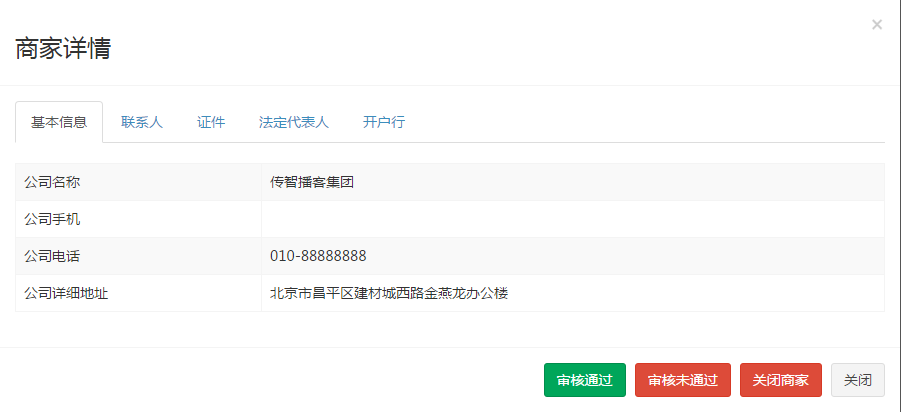 ×
商家详情
基本信息 联系人 证件 法定代表人 开户行
公司名称 传智播客集团
公司手机
公司电话 010-88888888
公司详细地址 北京市昌平区建材城西路金燕龙办公楼
审核通过 审核未通过 关闭商家 关闭